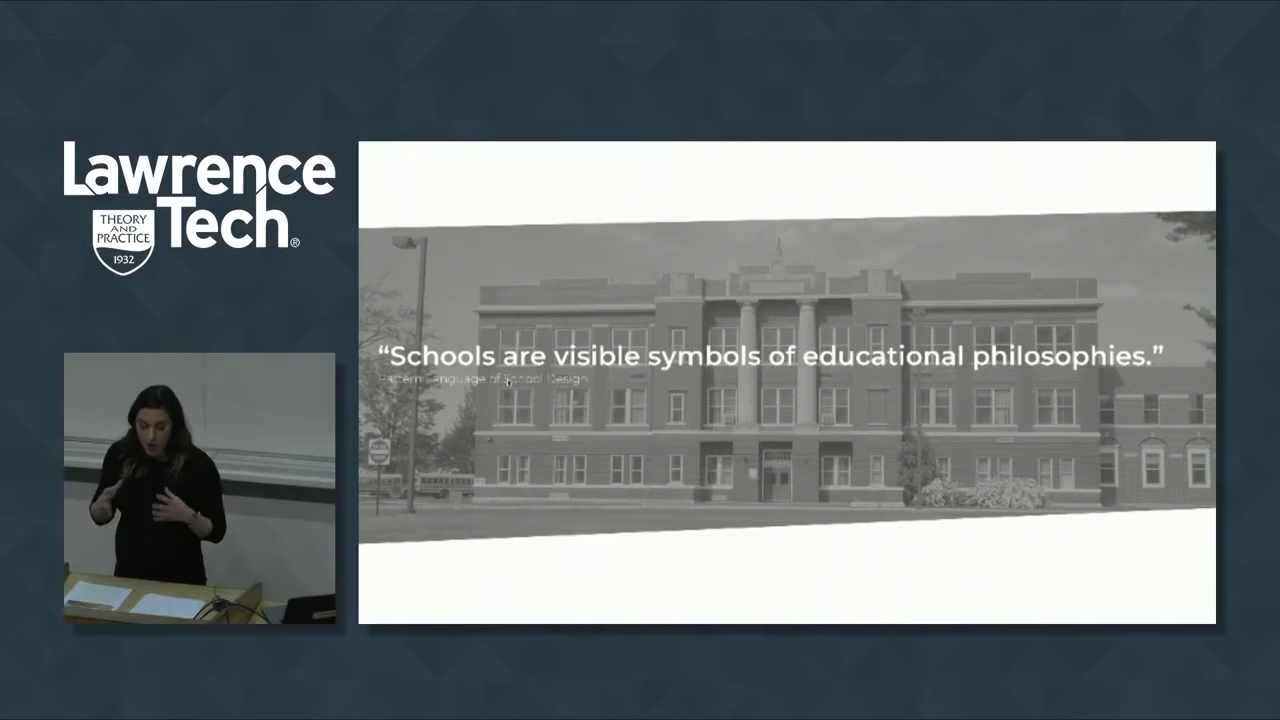 Lawrence
Tech®
THEORY
AND
PRACTICE
1932
“Schools are visible symbols of educational philosophies.”
Pattern Language of School Design